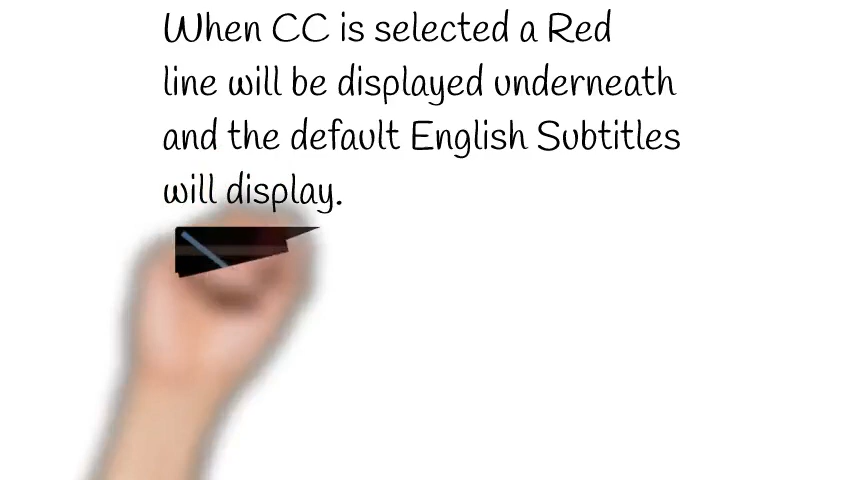 When CC is selected a Red
line will be displayed underneath
and the default English Subtitles
will display.